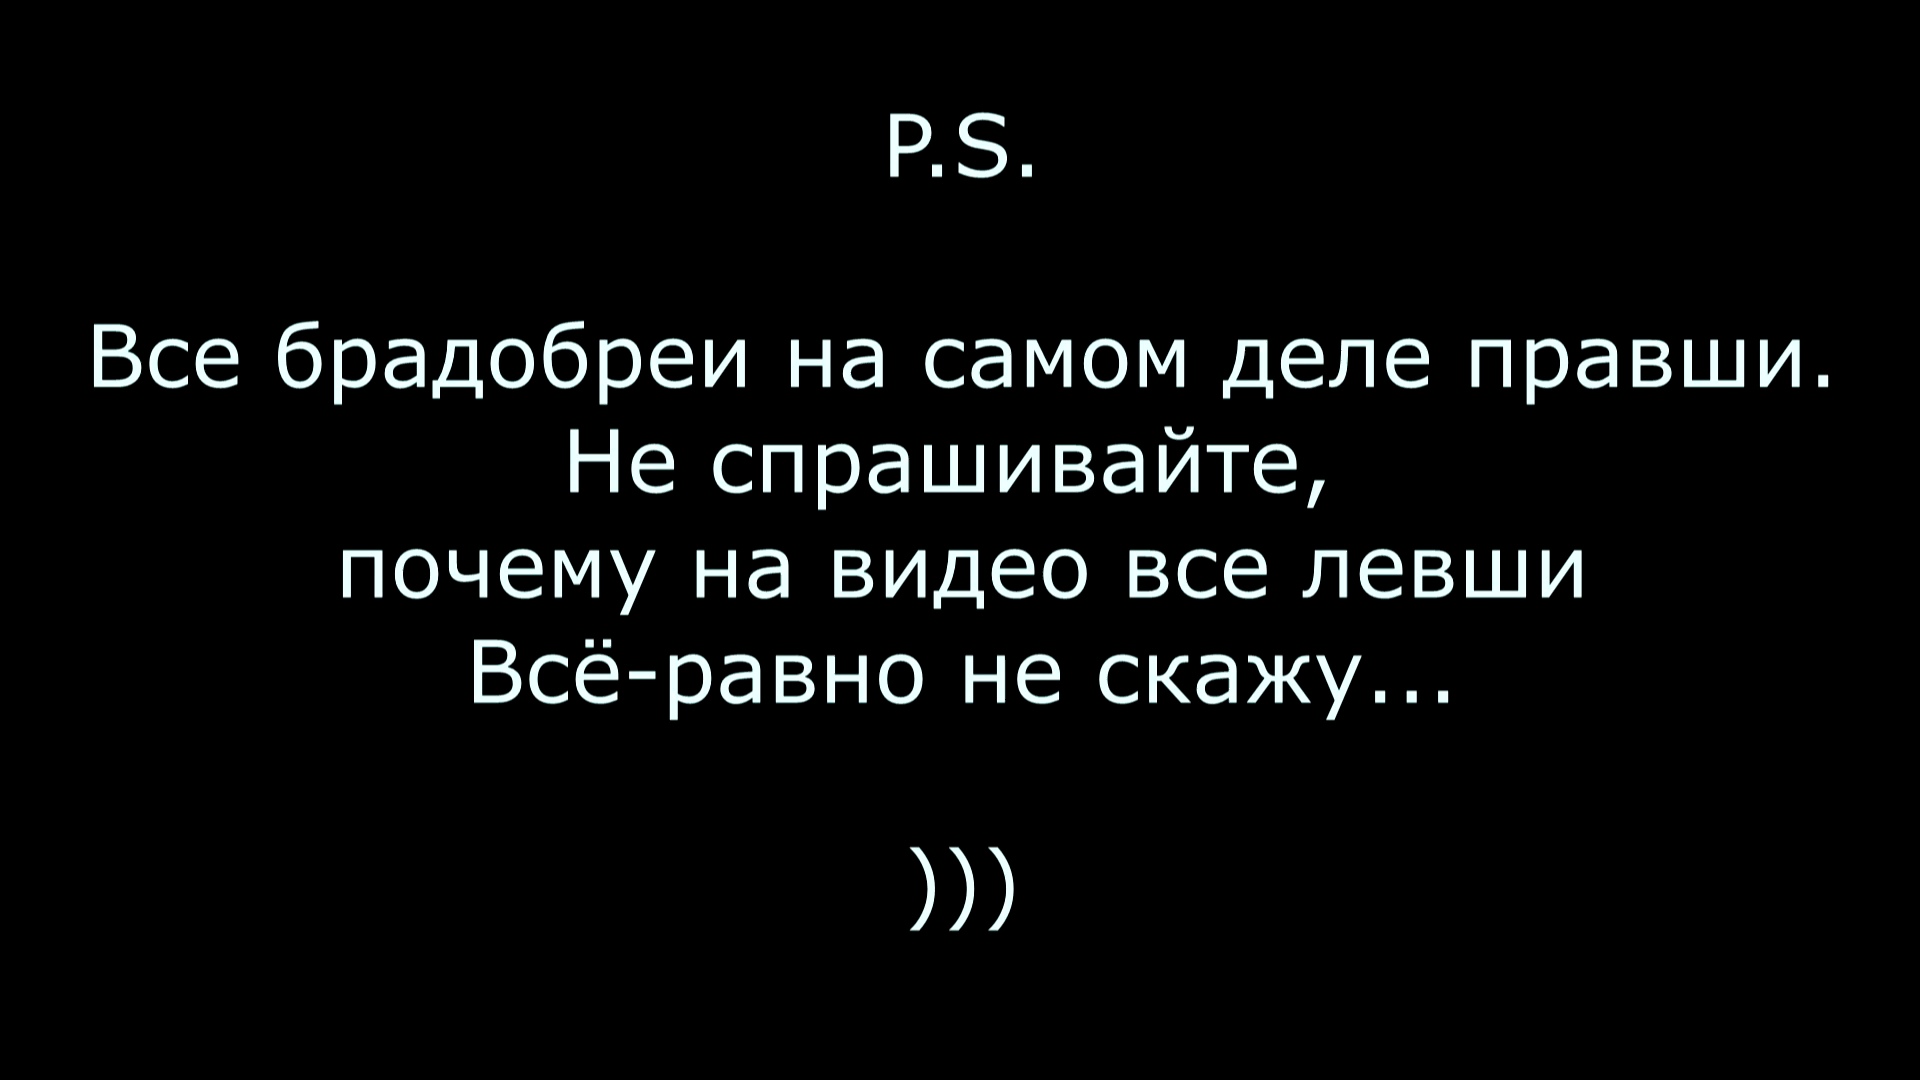 P.S.
Все брадобреи на самом деле правши.
Не спрашивайте,
почему на видео все левши
Всё-равно не скажу...
)))